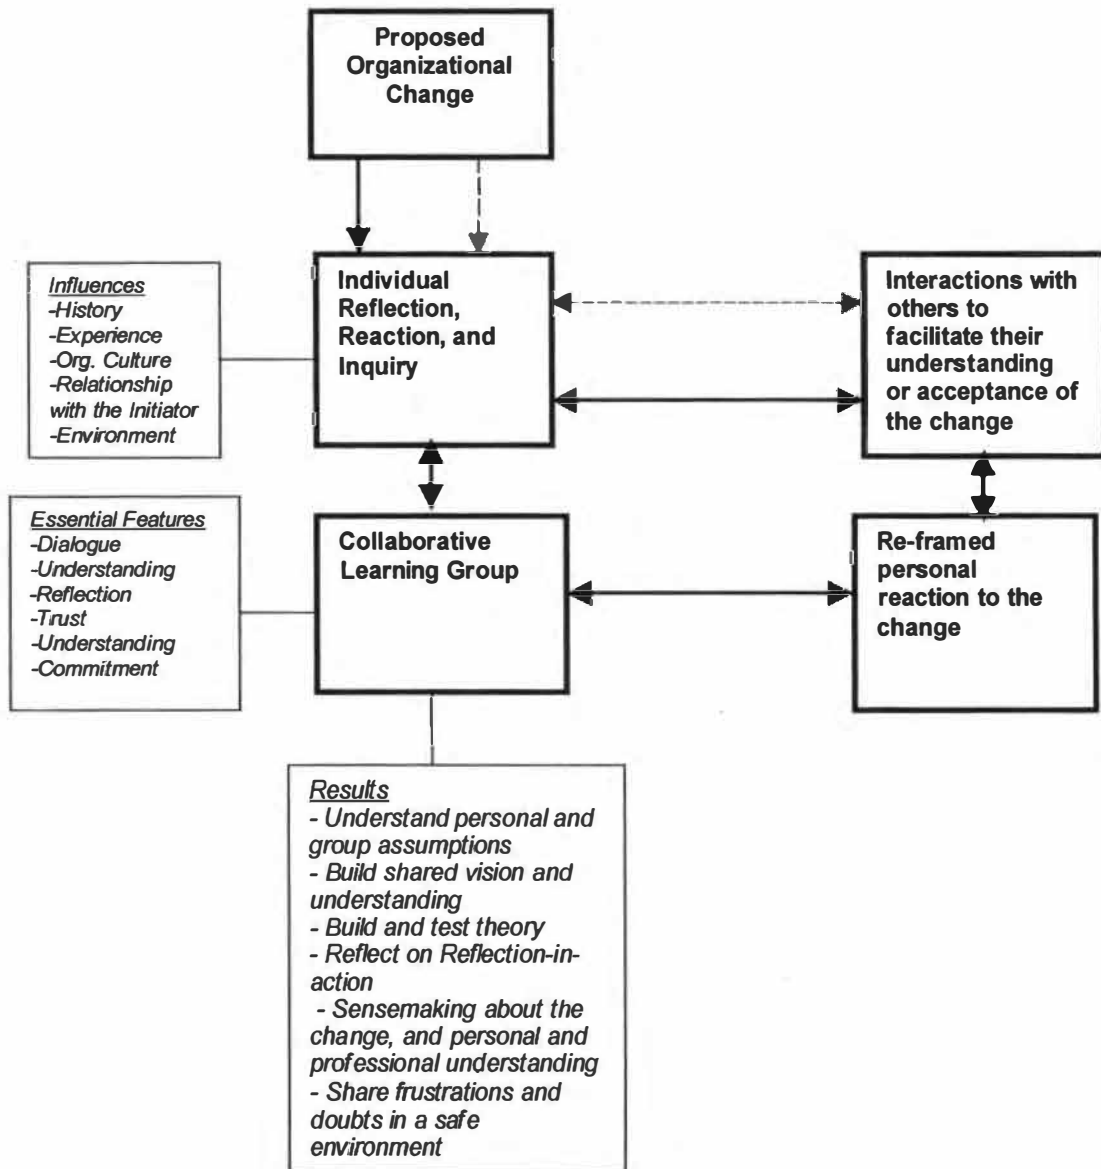 Proposed
Organizational
Change
Influences
-History
-Experience
-Org. Culture
-Relationship
with the Initiator
-Environment
Individual
Reflection,
Reaction, and
Inquiry
Interactions with
others to
facilitate their
understanding
or acceptance of
the change
Essential Features
-Dialogue
-Understanding
-Reflection
-Trust
-Understanding
-Commitment
Collaborative
Learning Group
Re-framed
personal
reaction to the
change
Results
- Understand personal and
group assumptions
- Build shared vision and
understanding
- Build and test theory
- Reflect on Reflection-in-
action
- Sensemaking about the
change, and personal and
professional understanding
- Share frustrations and
doubts in a safe
environment